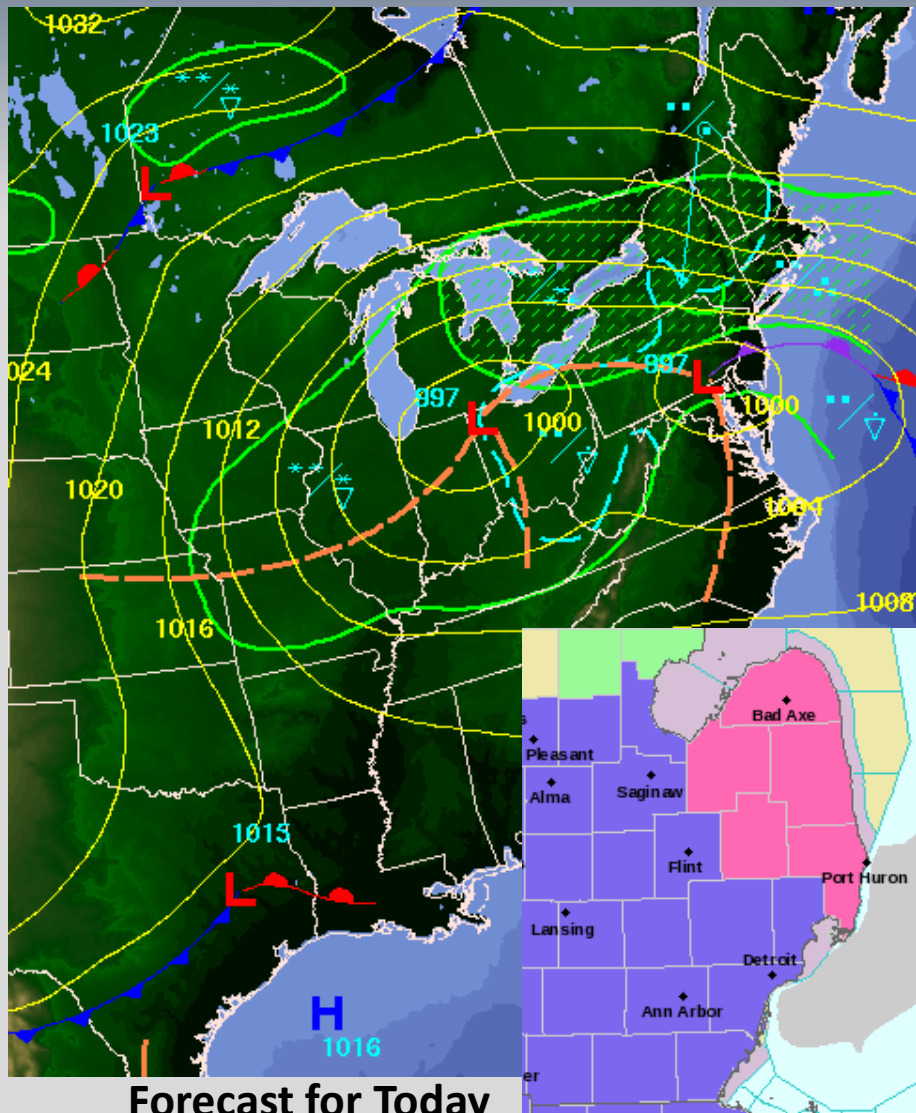 1032
1023
L
024
1012
997
997
L
L
1000
1000
1020
1004
1016
1008
1015
L
H
1016
Bad Axe
s
Pleasant
Alma
Saginaw
Flint
Port Huron
Lansing
Detroit
Ann Arbor
er
Forecast for Today